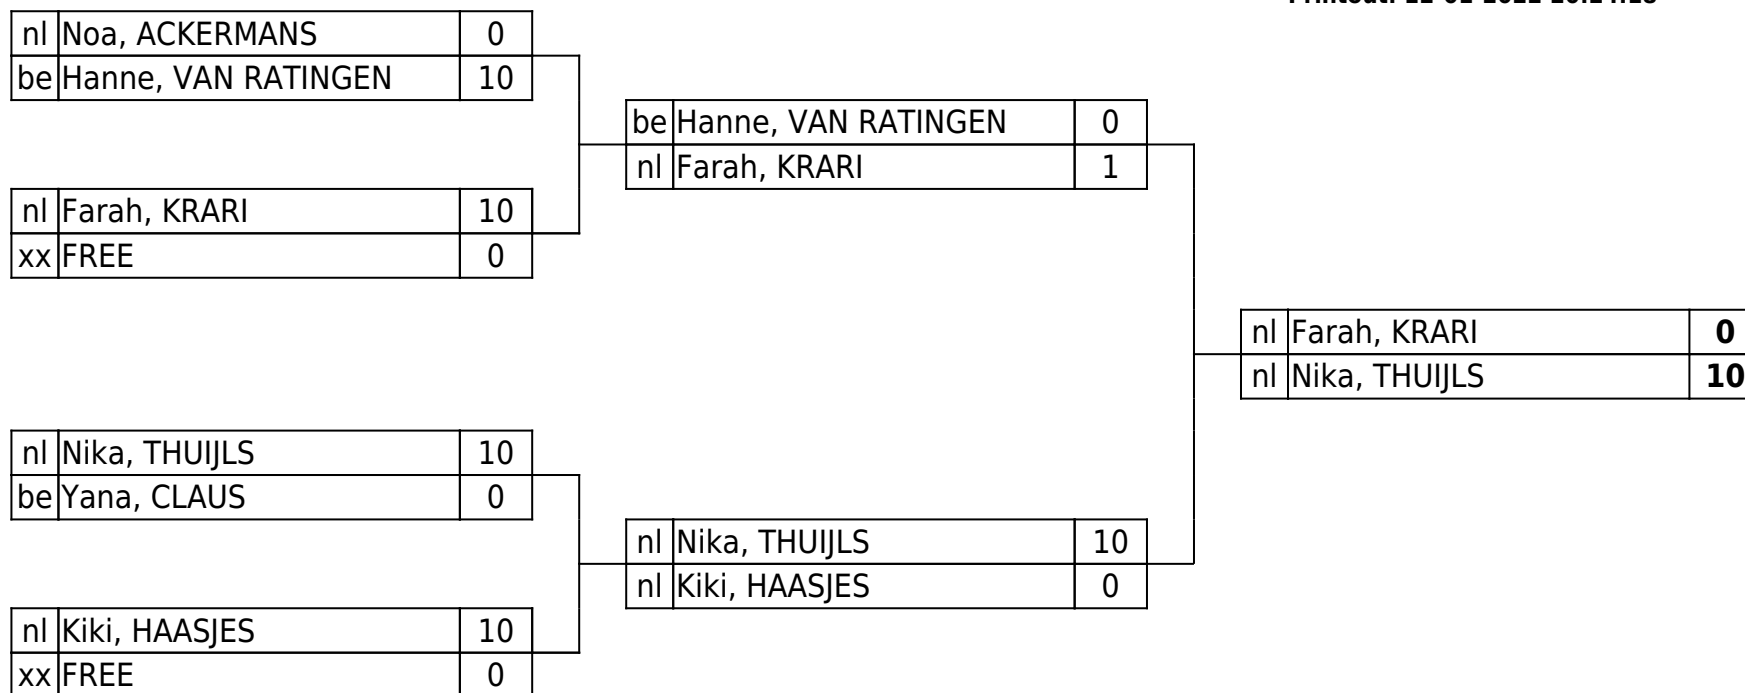 nl Noa, ACKERMANS 0
be Hanne, VAN RATINGEN 10
be Hanne, VAN RATINGEN 0
nl Farah, KRARI 1
nl Farah, KRARI 10
xx FREE 0
nl Farah, KRARI 0
nl Nika, THUIJLS 10
nl Nika, THUIJLS 10
be Yana, CLAUS 0
nl Nika, THUIJLS 10
nl Kiki, HAASJES 0
nl Kiki, HAASJES 10
xx FREE 0